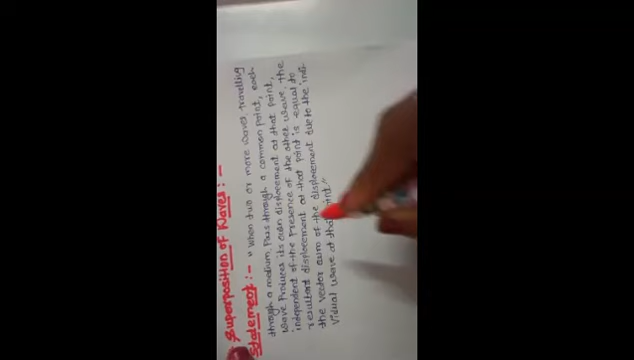 Superposition of Waves : -
Statement : - " When two or more waves, travelling
through a medium, Pass through a common point, each
wave Produces its own displacement at that point,
independent of the presence of the other wave. the
resultant displacement at that point is equal to
the vector sum of the displacement due to the indi-
vidual wave at that point."